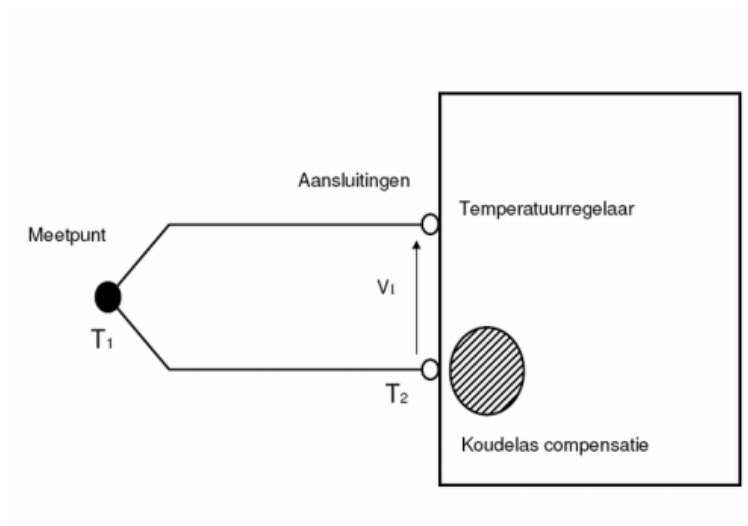 Aansluitingen
Temperatuurregelaar
Meetpunt
V1
T1
T2
Koudelas compensatie